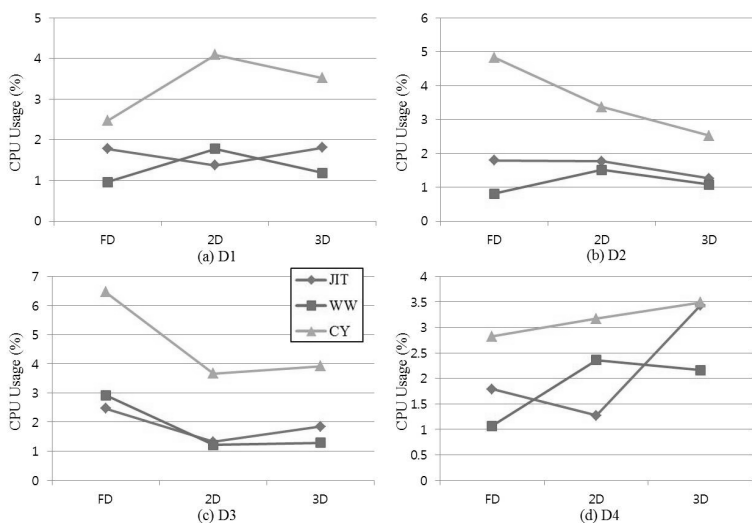 5
4
3
2
1
0
CPU Usage (%)
FD
2D
3D
(a) D1
6
5
4
3
2
1
0
CPU Usage (%)
FD
2D
3D
(b) D2
7
6
5
4
3
2
1
0
CPU Usage (%)
FD
2D
3D
(c) D3
JIT
WW
CY
4
3.5
3
2.5
2
1.5
1
0.5
0
CPU Usage (%)
FD
2D
3D
(d) D4